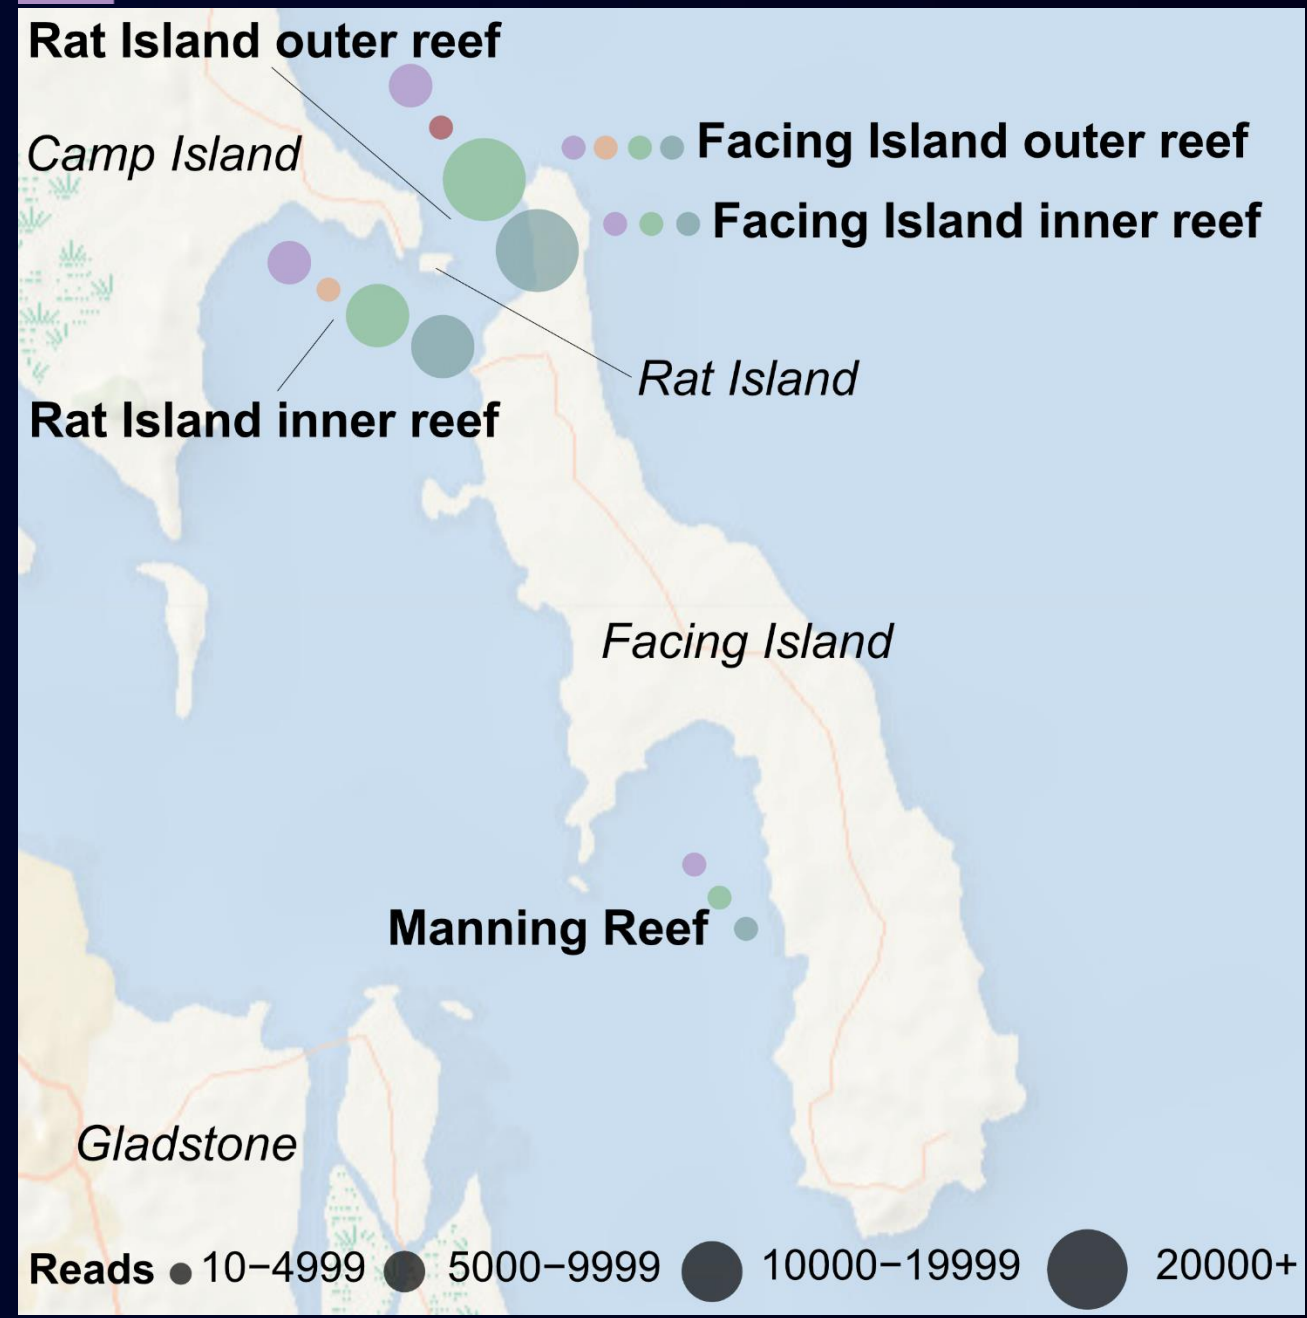 Rat Island outer reef
Camp Island
Facing Island outer reef
Facing Island inner reef
Rat Island
Rat Island inner reef
Facing Island
Manning Reef
Gladstone
Reads 10−4999 5000−9999 10000−19999 20000+